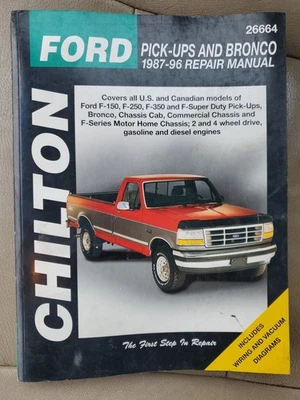 26664
FORD
PICK-UPS AND BRONCO
1987-96 REPAIR MANUAL
Covers all U.S. and Canadian models of
Ford F-150, F-250, F-350 and F-Super Duty Pick-Ups,
Bronco, Chassis Cab, Commercial Chassis and
F-Series Motor Home Chassis; 2 and 4 wheel drive,
gasoline and diesel engines
CHILTON
The First Step In Repair
INCLUDES
WIRING AND VACUUM
DIAGRAMS